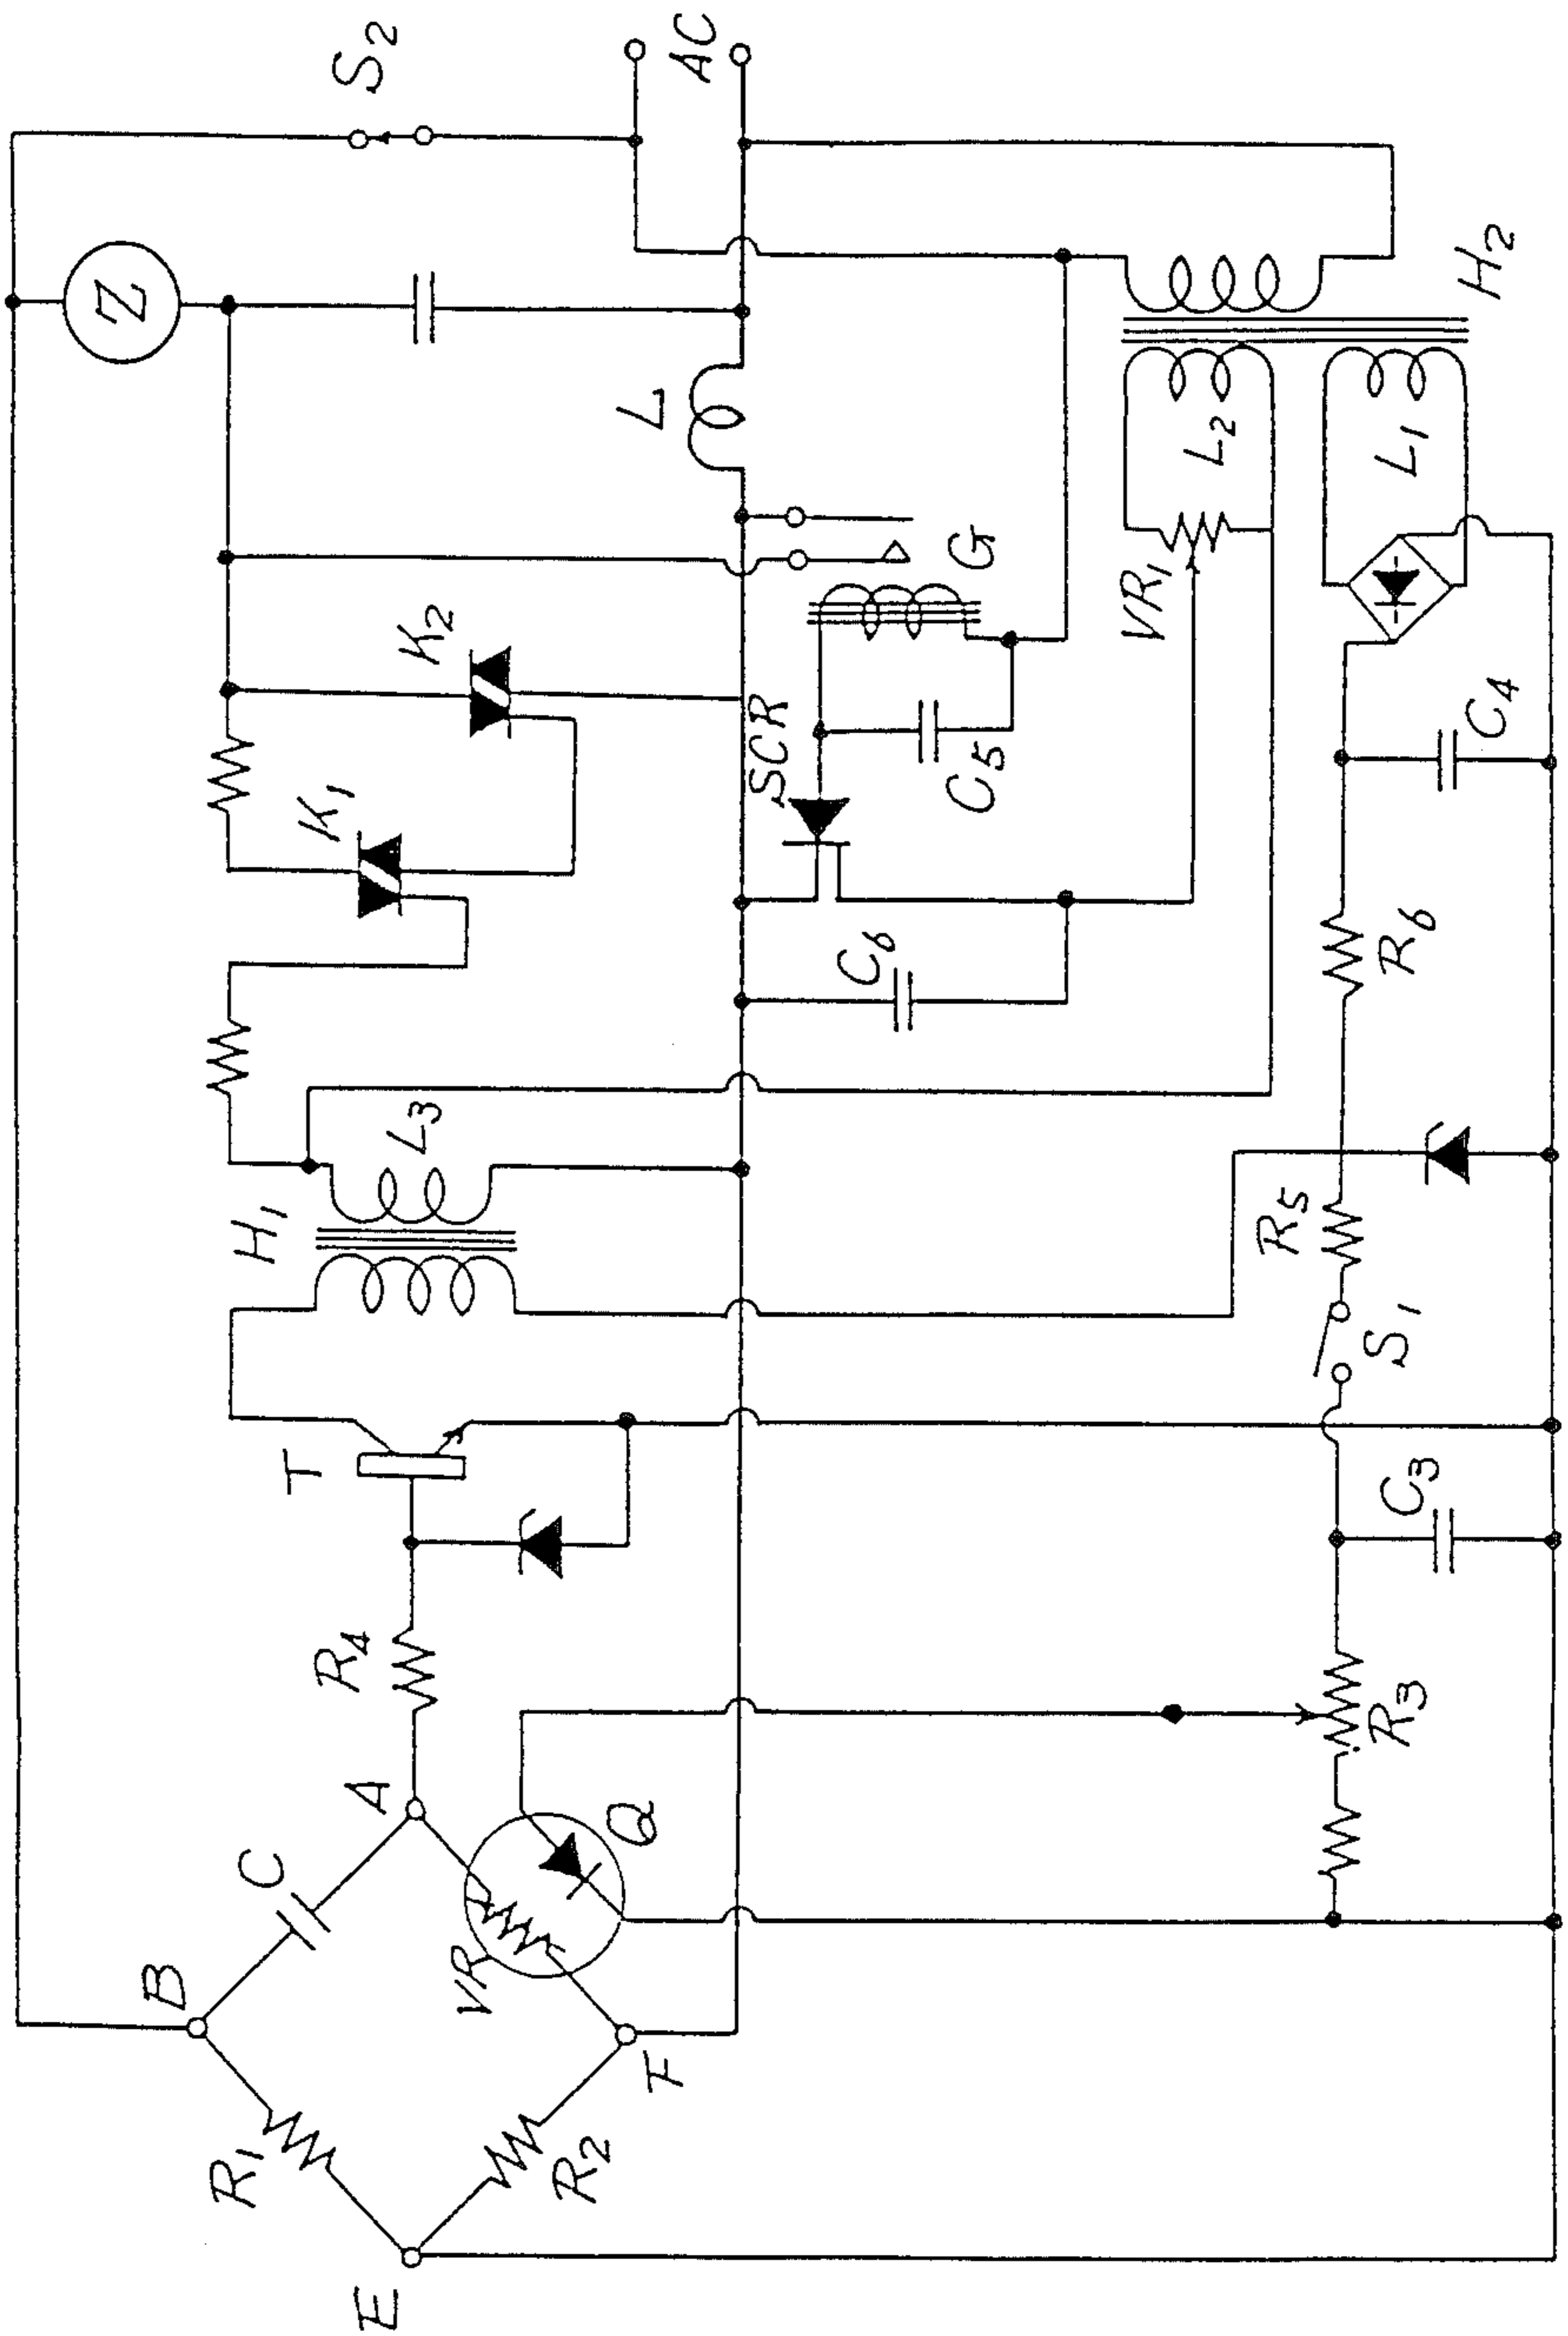 S2
AC
Z
L
H2
L2
L1
G
VR1
K2
SCR
C5
C4
K1
C6
R6
L3
H1
R5
S1
T
C3
R4
R3
A
Q
C
VR
B
F
R1
R2
E